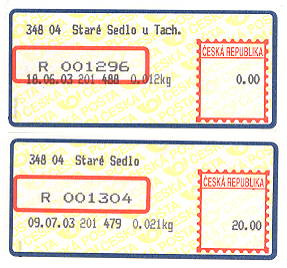 348 04 Staré Sedlo u Tach.
ČESKÁ REPUBLIKA
R 001296
18.06.03 201 488 0.012kg
0.00
348 04 Staré Sedlo
ČESKÁ REPUBLIKA
R 001304
09.07.03 201 479 0.021kg
20.00